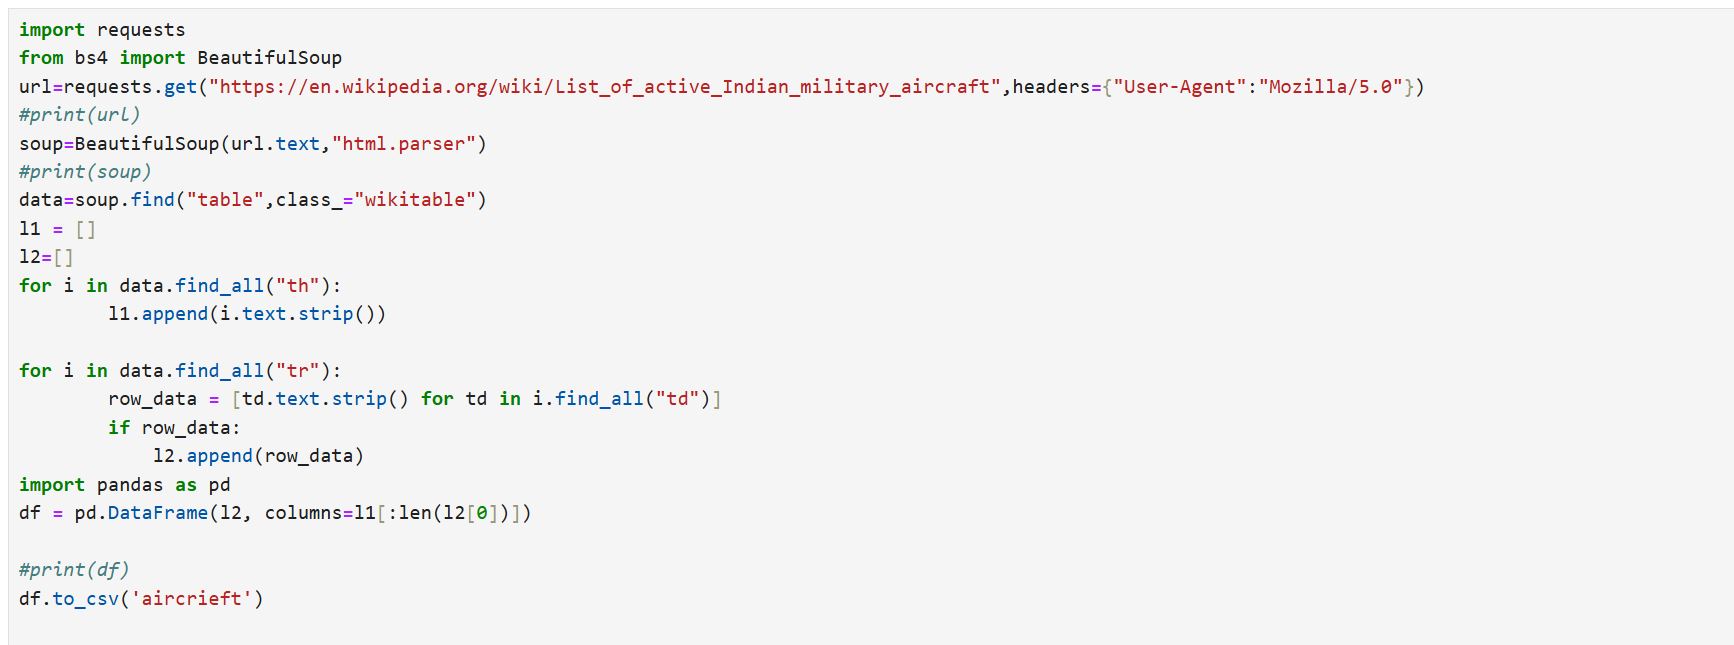 import requests
from bs4 import BeautifulSoup
url=requests.get("https://en.wikipedia.org/wiki/List_of_active_Indian_military_aircraft",headers={"User-Agent":"Mozilla/5.0"})
#print(url)
soup=BeautifulSoup(url.text,"html.parser")
#print(soup)
data=soup.find("table",class_="wikitable")
l1 = []
l2=[]
for i in data.find_all("th"):
        l1.append(i.text.strip())

for i in data.find_all("tr"):
        row_data = [td.text.strip() for td in i.find_all("td")]
        if row_data:
            l2.append(row_data)
import pandas as pd
df = pd.DataFrame(l2, columns=l1[:len(l2[0])])

#print(df)
df.to_csv('aircrieft')